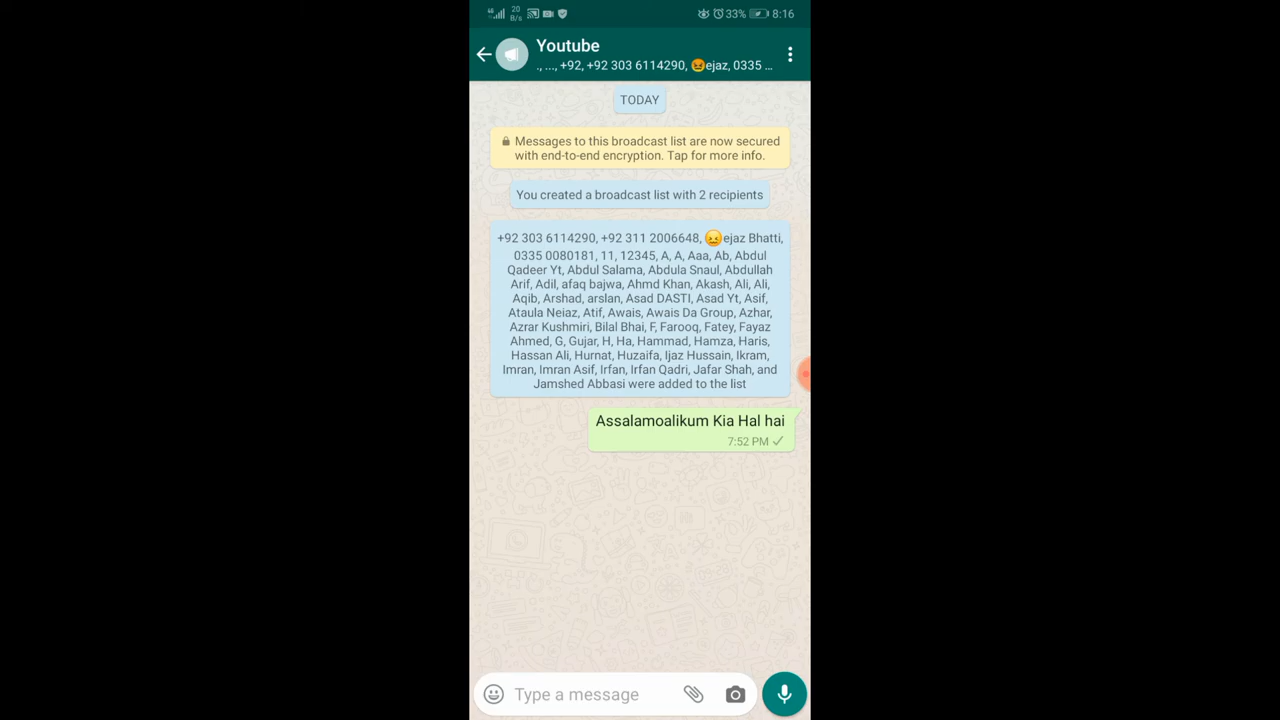 20
B/s
33%
8:16
Youtube
., ..., +92, +92 303 6114290, 😡ejaz, 0335 ...
TODAY
Messages to this broadcast list are now secured
with end-to-end encryption. Tap for more info.
You created a broadcast list with 2 recipients
+92 303 6114290, +92 311 2006648, 😖ejaz Bhatti,
0335 0080181, 11, 12345, A, A, Aaa, Ab, Abdul
Qadeer Yt, Abdul Salama, Abdula Snaul, Abdullah
Arif, Adil, afaq bajwa, Ahmd Khan, Akash, Ali, Ali,
Aqib, Arshad, arslan, Asad DASTI, Asad Yt, Asif,
Ataula Neiaz, Atif, Awais, Awais Da Group, Azhar,
Azrar Kushmiri, Bilal Bhai, F, Farooq, Fatey, Fayaz
Ahmed, G, Gujar, H, Ha, Hammad, Hamza, Haris,
Hassan Ali, Hurnat, Huzaifa, Ijaz Hussain, Ikram,
Imran, Imran Asif, Irfan, Irfan Qadri, Jafar Shah, and
Jamshed Abbasi were added to the list
Assalamoalikum Kia Hal hai
7:52 PM
Type a message